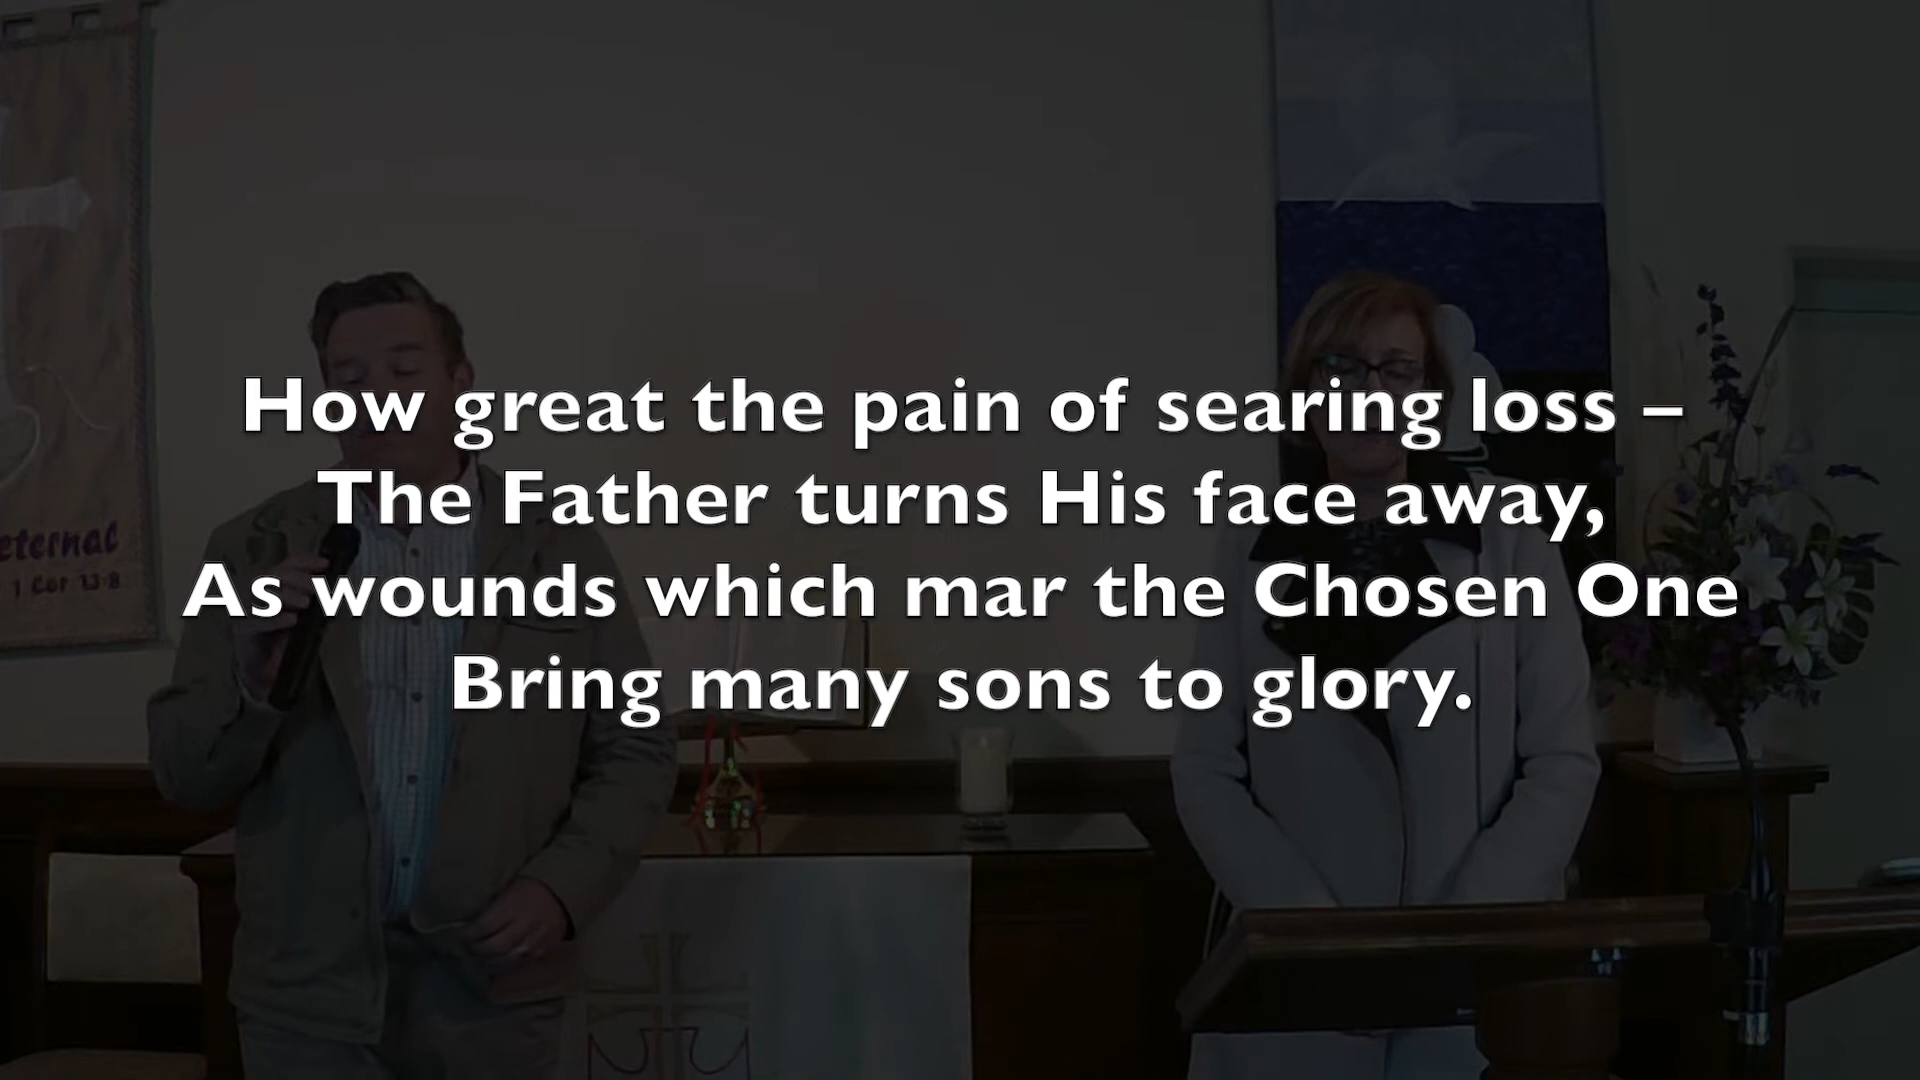 How great the pain of searing loss –
The Father turns His face away,
As wounds which mar the Chosen One
Bring many sons to glory.
eternal
1 Cor 13:8